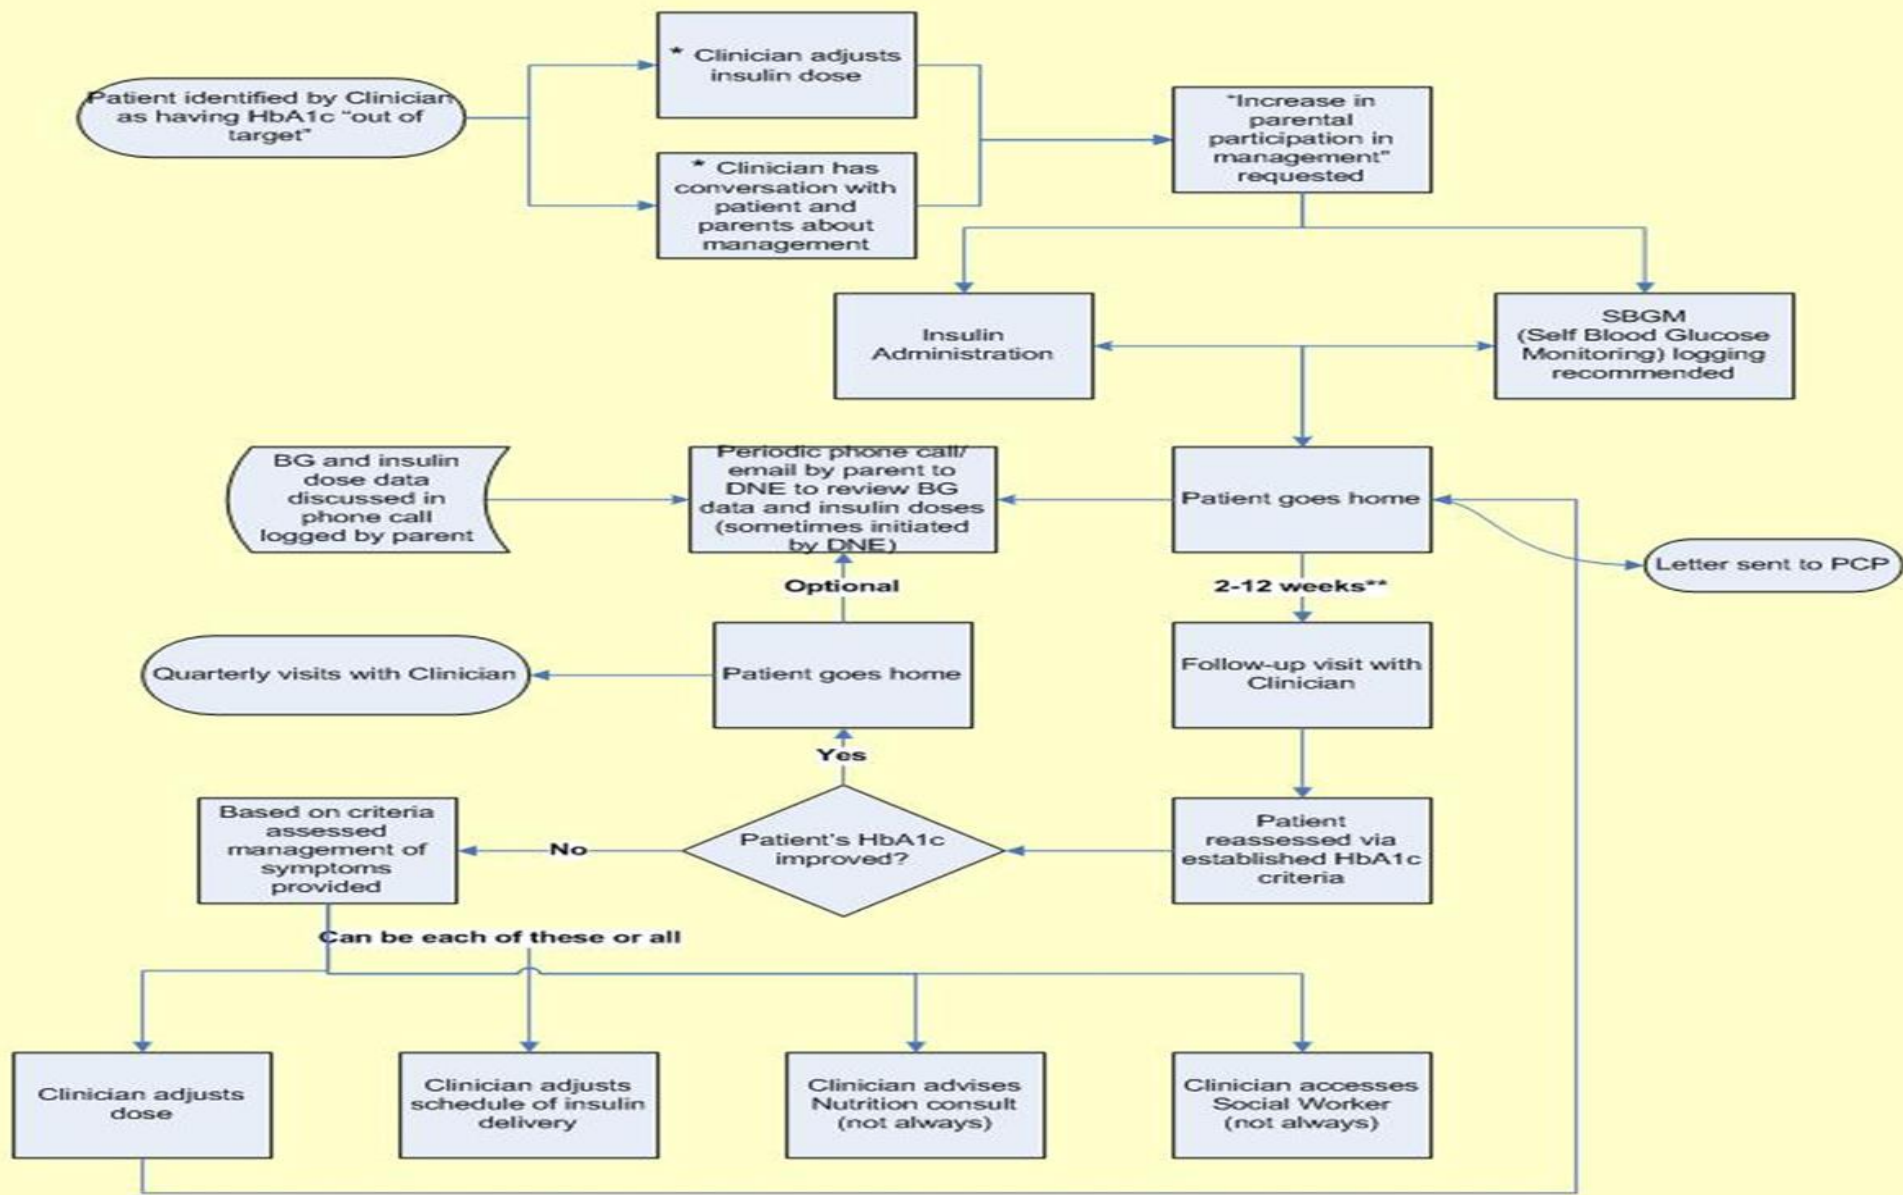 * Clinician adjusts
insulin dose
Patient identified by Clinician
as having HbA1c “out of
target”
* Clinician has
conversation with
patient and
parents about
management
“Increase in
parental
participation in
management”
requested
Insulin
Administration
SBGM
(Self Blood Glucose
Monitoring) logging
recommended
BG and insulin
dose data
discussed in
phone call
logged by parent
Periodic phone call/
email by parent to
DNE to review BG
data and insulin doses
(sometimes initiated
by DNE)
Patient goes home
Letter sent to PCP
Optional
2-12 weeks**
Quarterly visits with Clinician
Patient goes home
Follow-up visit with
Clinician
Yes
Based on criteria
assessed
management of
symptoms
provided
No
Patient’s HbA1c
improved?
Patient
reassessed via
established HbA1c
criteria
Can be each of these or all
Clinician adjusts
dose
Clinician adjusts
schedule of insulin
delivery
Clinician advises
Nutrition consult
(not always)
Clinician accesses
Social Worker
(not always)